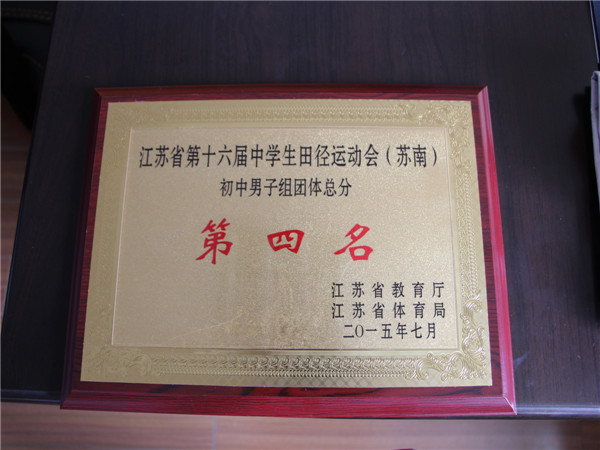 江苏省第十六届中学生田径运动会（苏南）
初中男子组团体总分
第四名
江苏省教育厅
江苏省体育局
二〇一五年七月